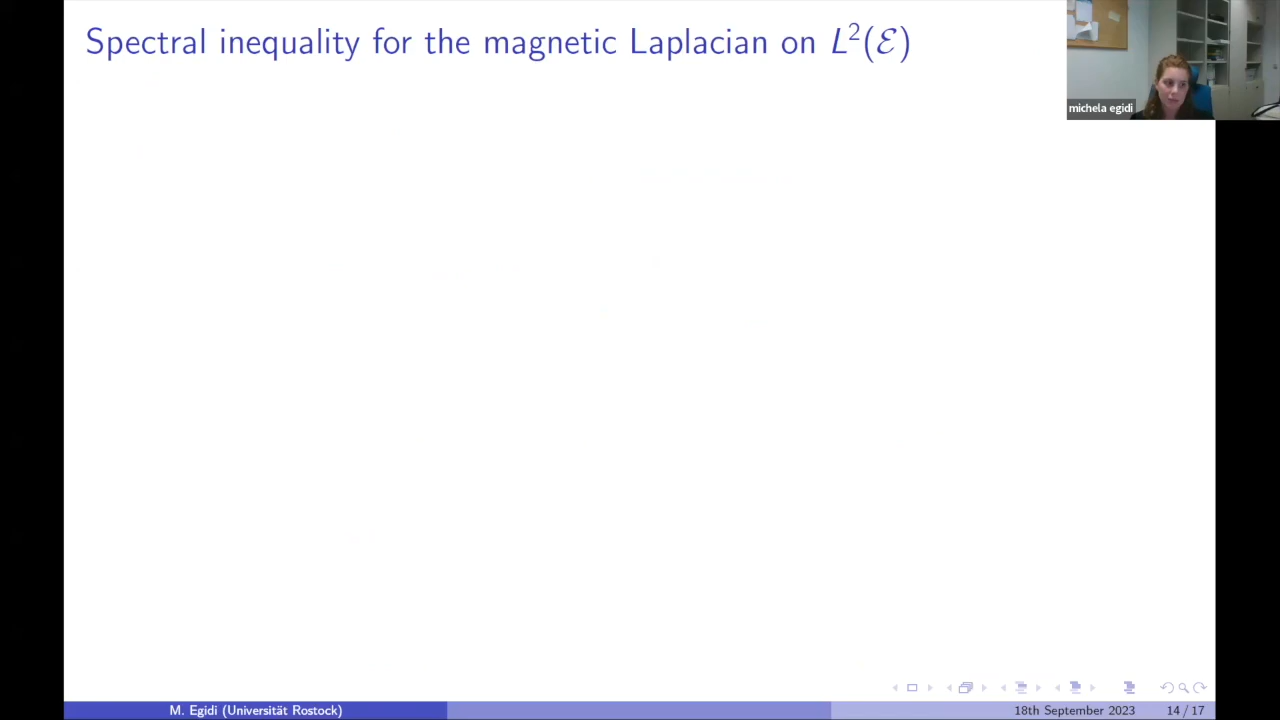 Spectral inequality for the magnetic Laplacian on L²(ℰ)
michela egidi
M. Egidi (Universität Rostock)
18th September 2023
14 / 17